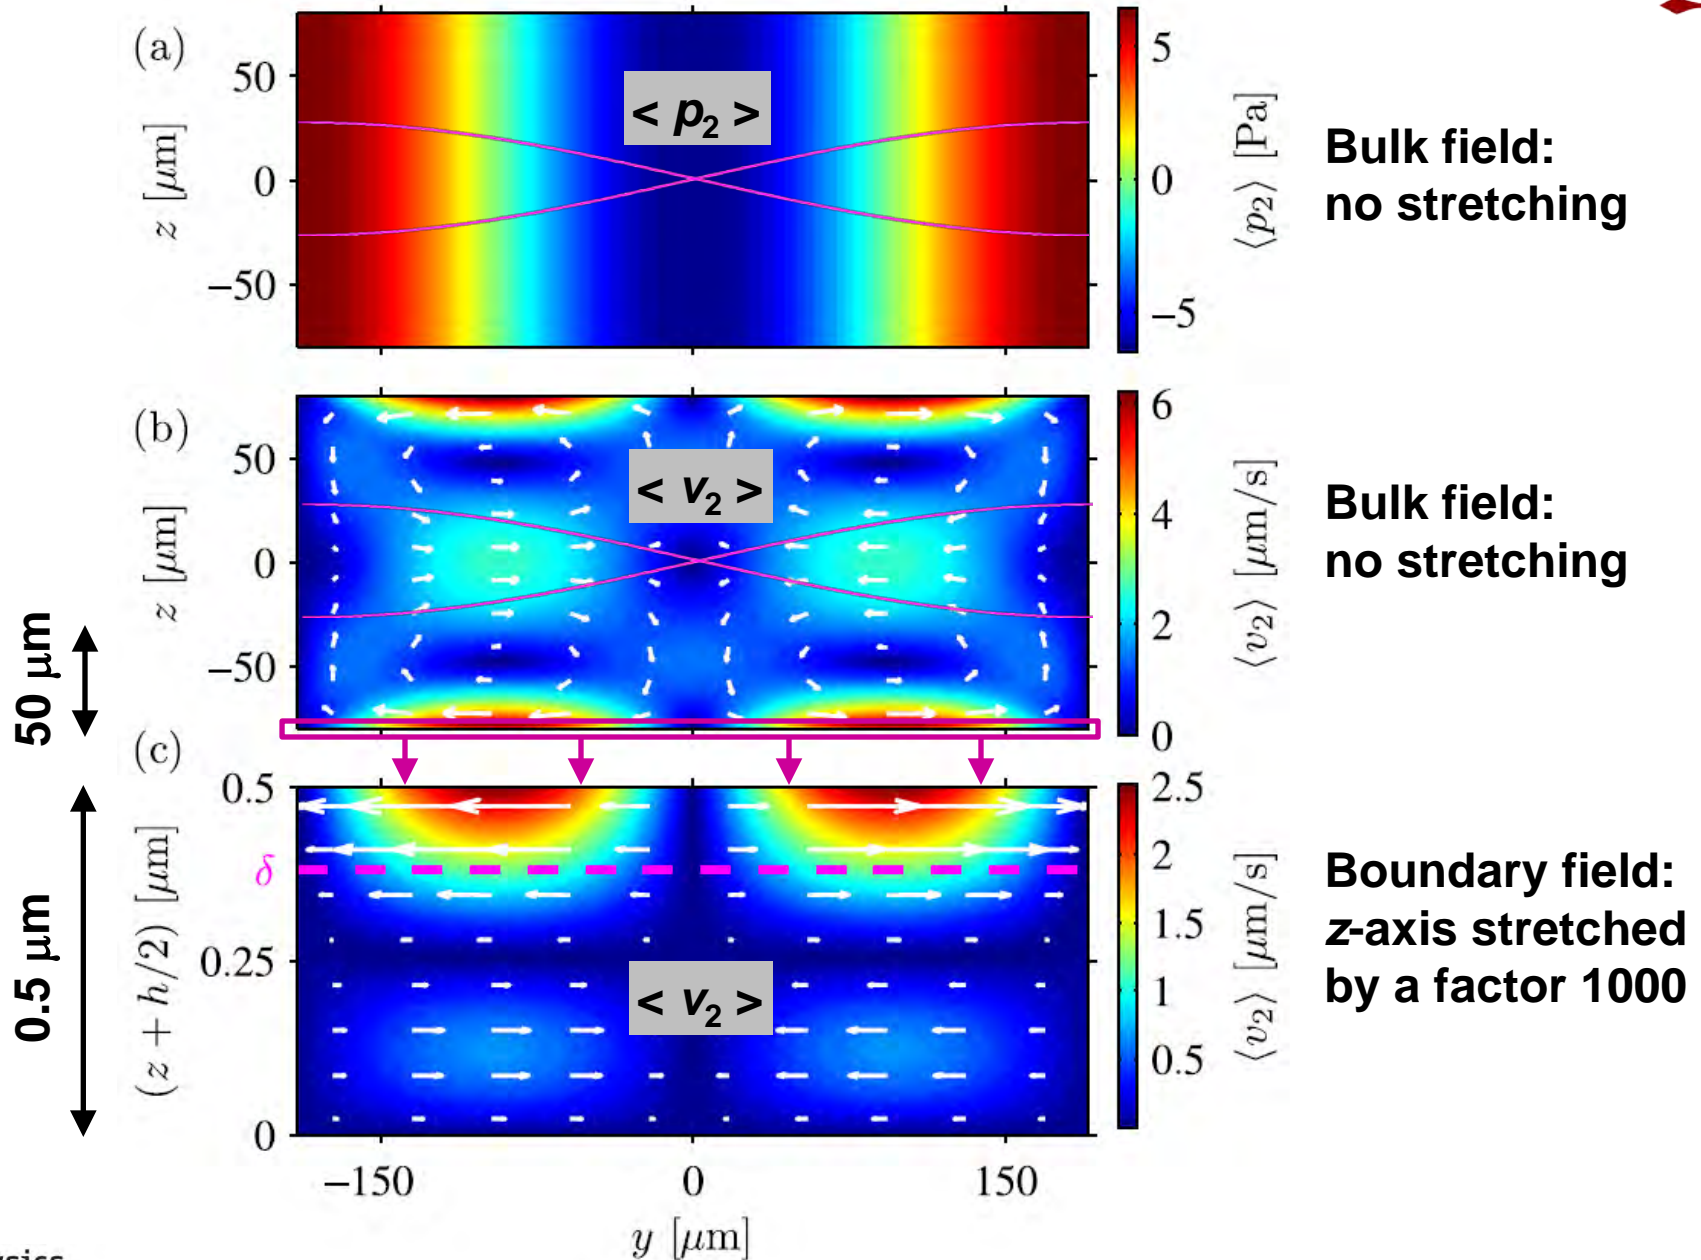 (a)
50
0
−50
z [μm]
< p2 >
5
0
−5
⟨p2⟩ [Pa]
Bulk field:
no stretching
(b)
50
0
−50
z [μm]
< v2 >
6
4
2
0
⟨v2⟩ [μm/s]
Bulk field:
no stretching
50 μm
(c)
0.5
δ
0.25
0
(z + h/2) [μm]
0.5 μm
< v2 >
2.5
2
1.5
1
0.5
⟨v2⟩ [μm/s]
Boundary field:
z-axis stretched
by a factor 1000
−150
0
150
y [μm]